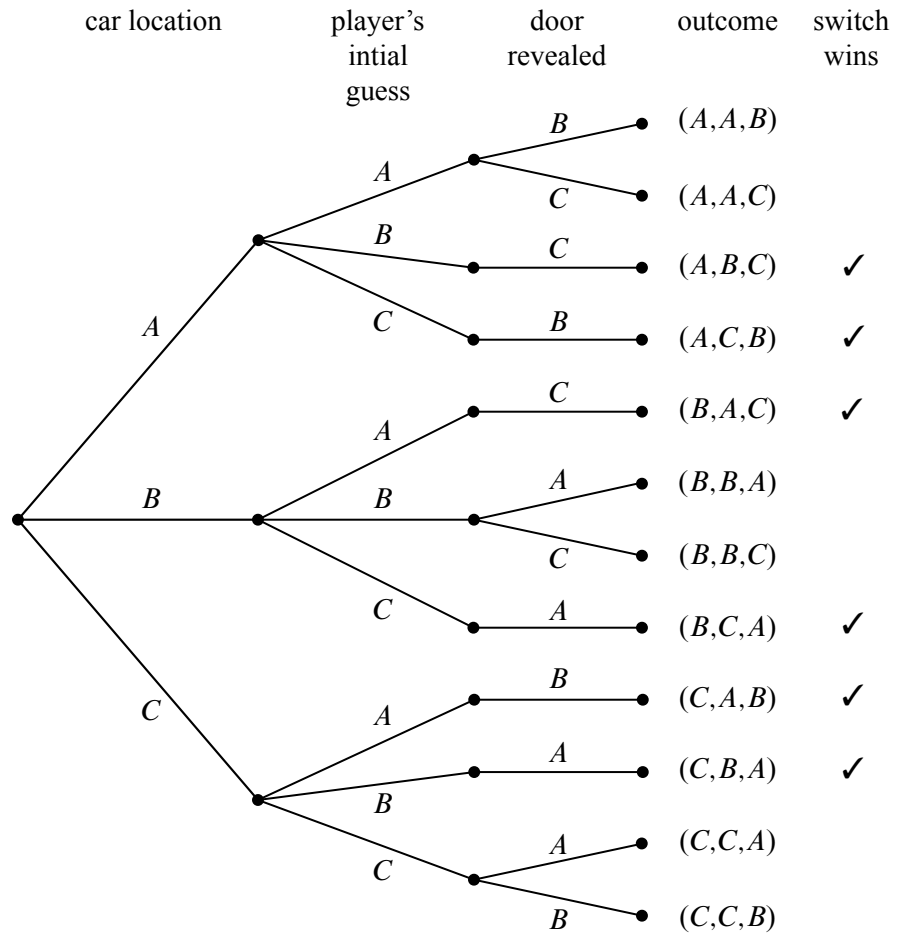 car location
player's
intial
guess
door
revealed
outcome
switch
wins
B
(A,A,B)
A
C
(A,A,C)
B
C
(A,B,C) ✓
A
C
B
(A,C,B) ✓
C
(B,A,C) ✓
A
A
(B,B,A)
B
B
C
(B,B,C)
C
A
(B,C,A) ✓
B
(C,A,B) ✓
C
A
A
(C,B,A) ✓
B
A
(C,C,A)
C
B
(C,C,B)